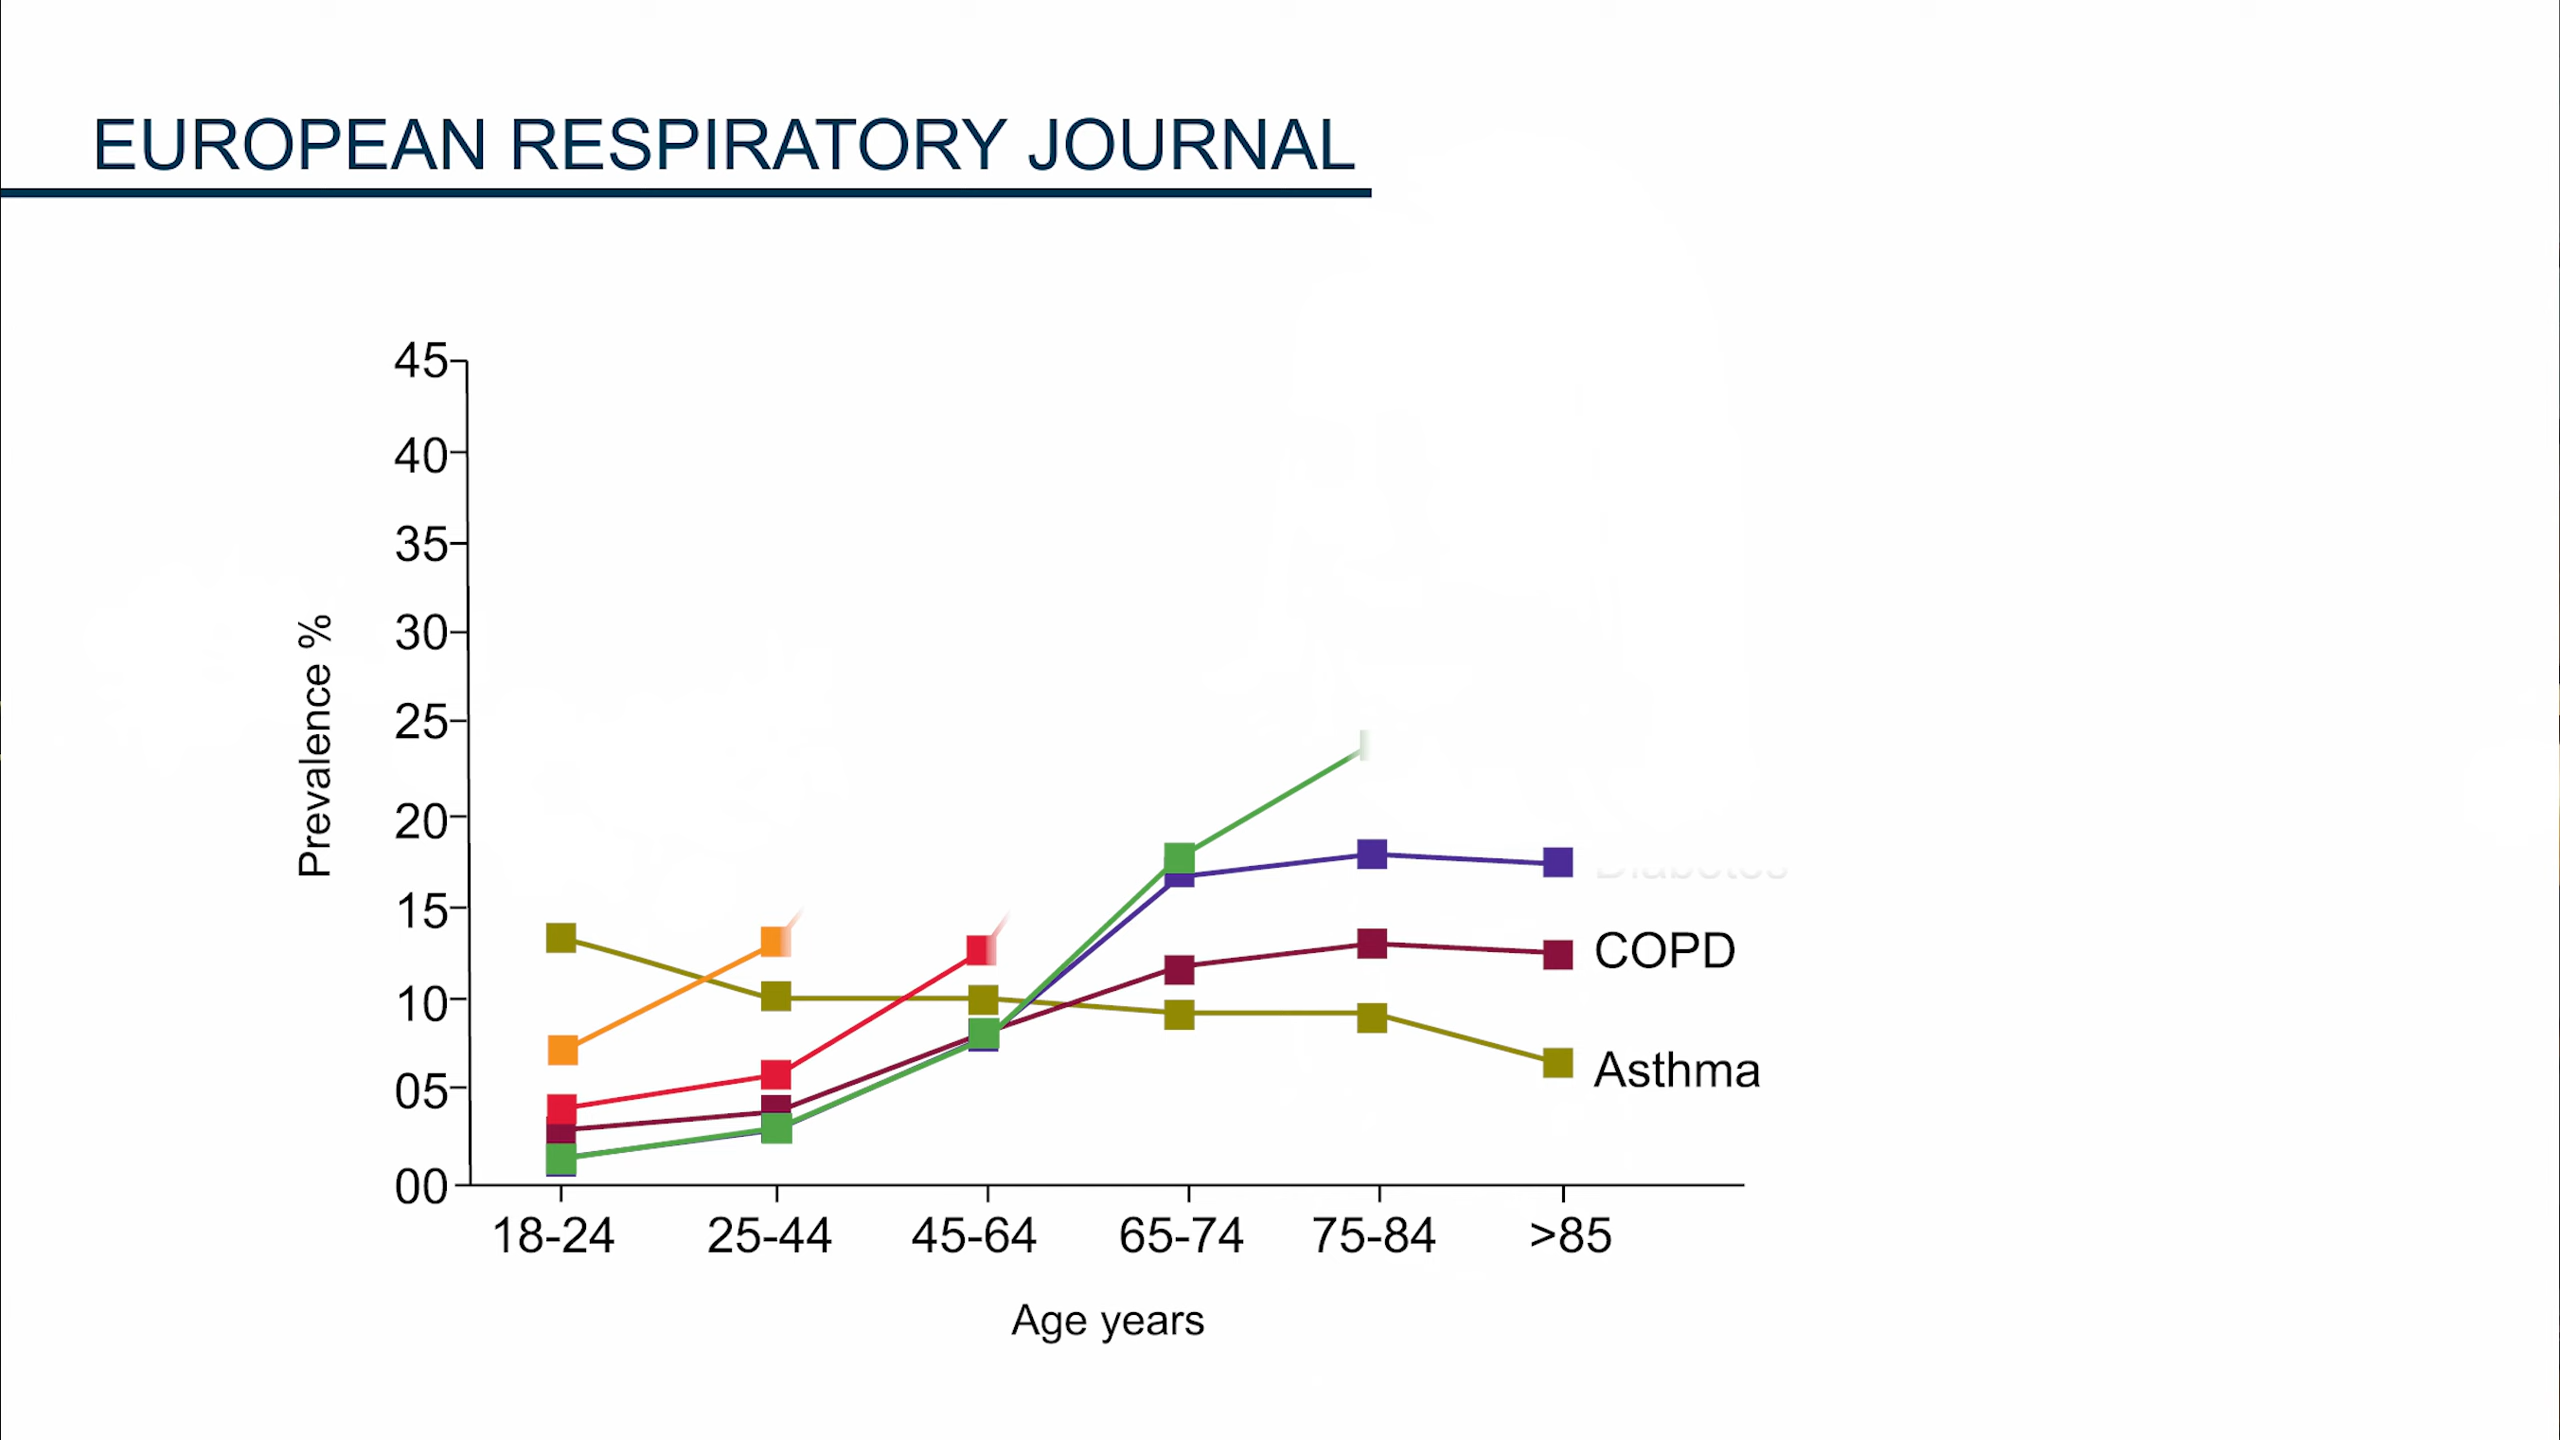 EUROPEAN RESPIRATORY JOURNAL
45
40
35
30
25
20
15
10
05
00
Prevalence %
18-24 25-44 45-64 65-74 75-84 >85
Age years
Diabetes
COPD
Asthma